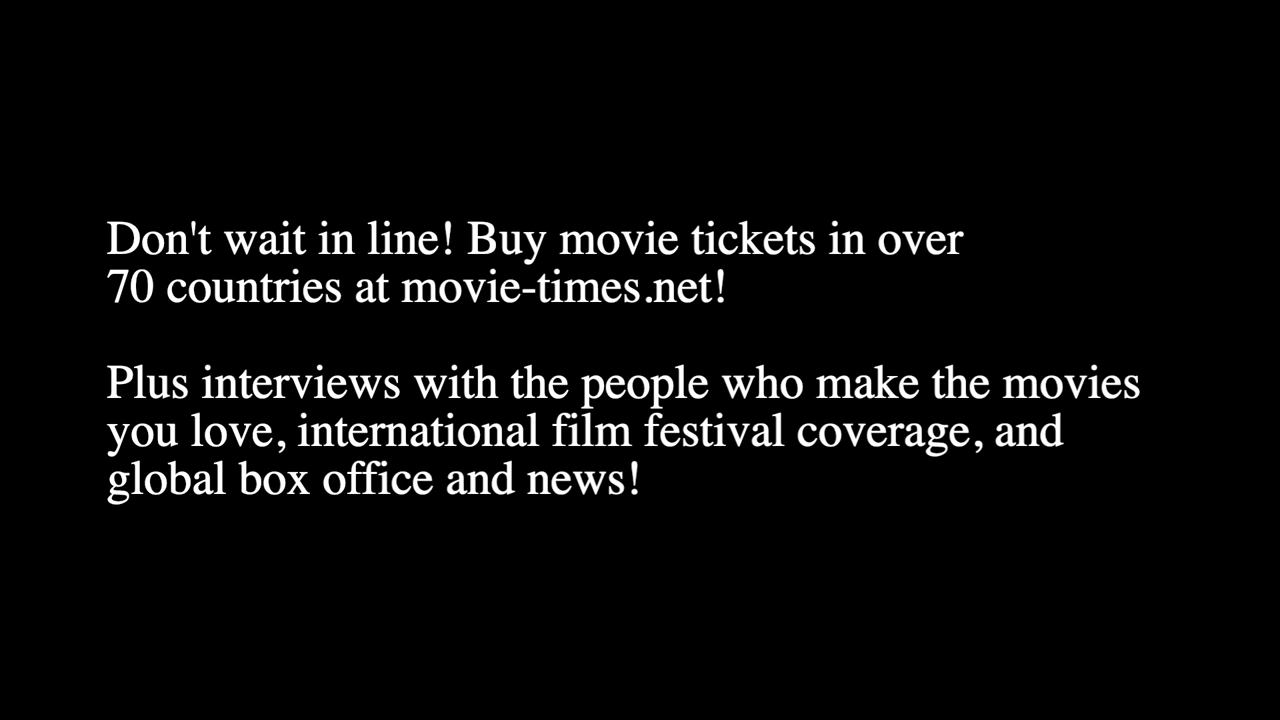 Don't wait in line! Buy movie tickets in over
70 countries at movie-times.net!
Plus interviews with the people who make the movies
you love, international film festival coverage, and
global box office and news!